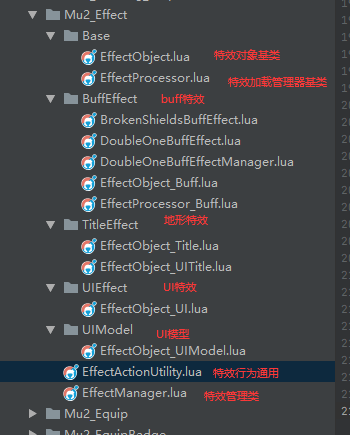 Mu2_Effect
Base
EffectObject.lua 特效对象基类
EffectProcessor.lua 特效加载管理器基类
BuffEffect buff特效
BrokenShieldsBuffEffect.lua
DoubleOneBuffEffect.lua
DoubleOneBuffEffectManager.lua
EffectObject_Buff.lua
EffectProcessor_Buff.lua
TitleEffect 地形特效
EffectObject_Title.lua
EffectObject_UITitle.lua
UIEffect UI特效
EffectObject_UI.lua
UIModel UI模型
EffectObject_UIModel.lua
EffectActionUtility.lua 特效行为通用
EffectManager.lua 特效管理类
Mu2_Equip